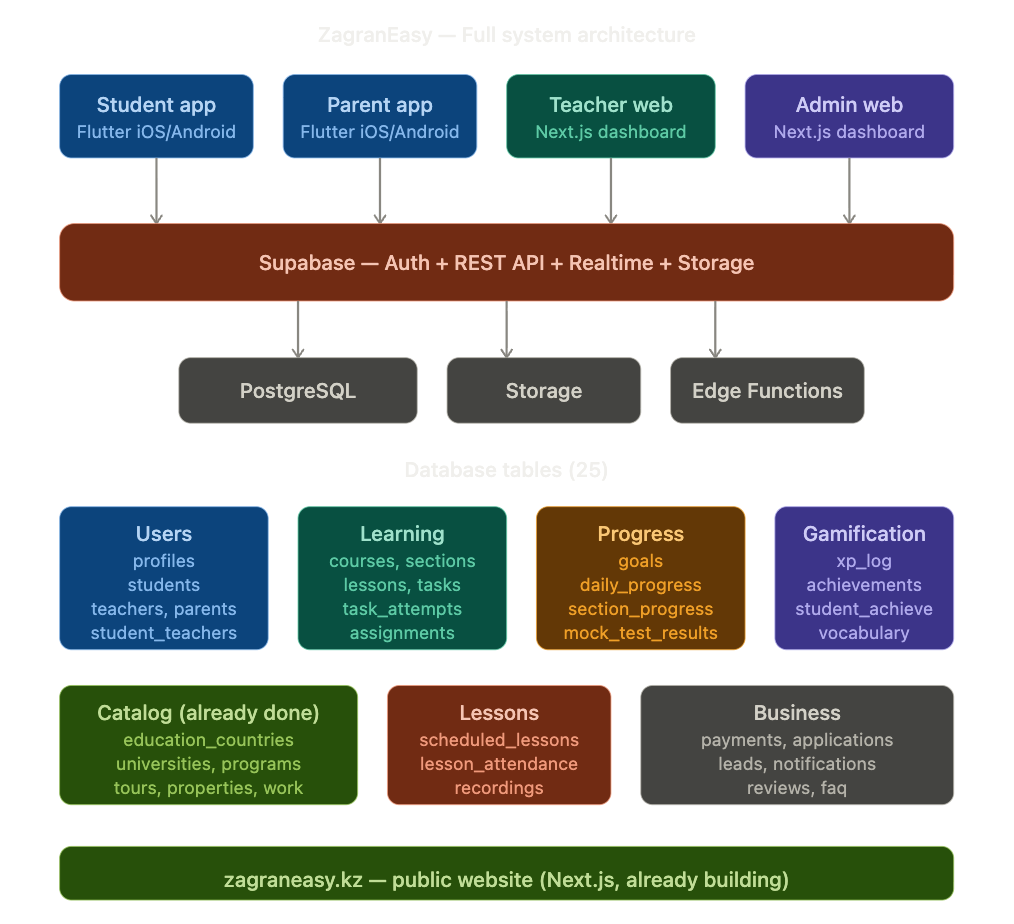 ZagranEasy — Full system architecture
Student app
Flutter iOS/Android
Parent app
Flutter iOS/Android
Teacher web
Next.js dashboard
Admin web
Next.js dashboard
Supabase — Auth + REST API + Realtime + Storage
PostgreSQL
Storage
Edge Functions
Database tables (25)
Users
profiles
students
teachers, parents
student_teachers
Learning
courses, sections
lessons, tasks
task_attempts
assignments
Progress
goals
daily_progress
section_progress
mock_test_results
Gamification
xp_log
achievements
student_achieve
vocabulary
Catalog (already done)
education_countries
universities, programs
tours, properties, work
Lessons
scheduled_lessons
lesson_attendance
recordings
Business
payments, applications
leads, notifications
reviews, faq
zagraneasy.kz — public website (Next.js, already building)